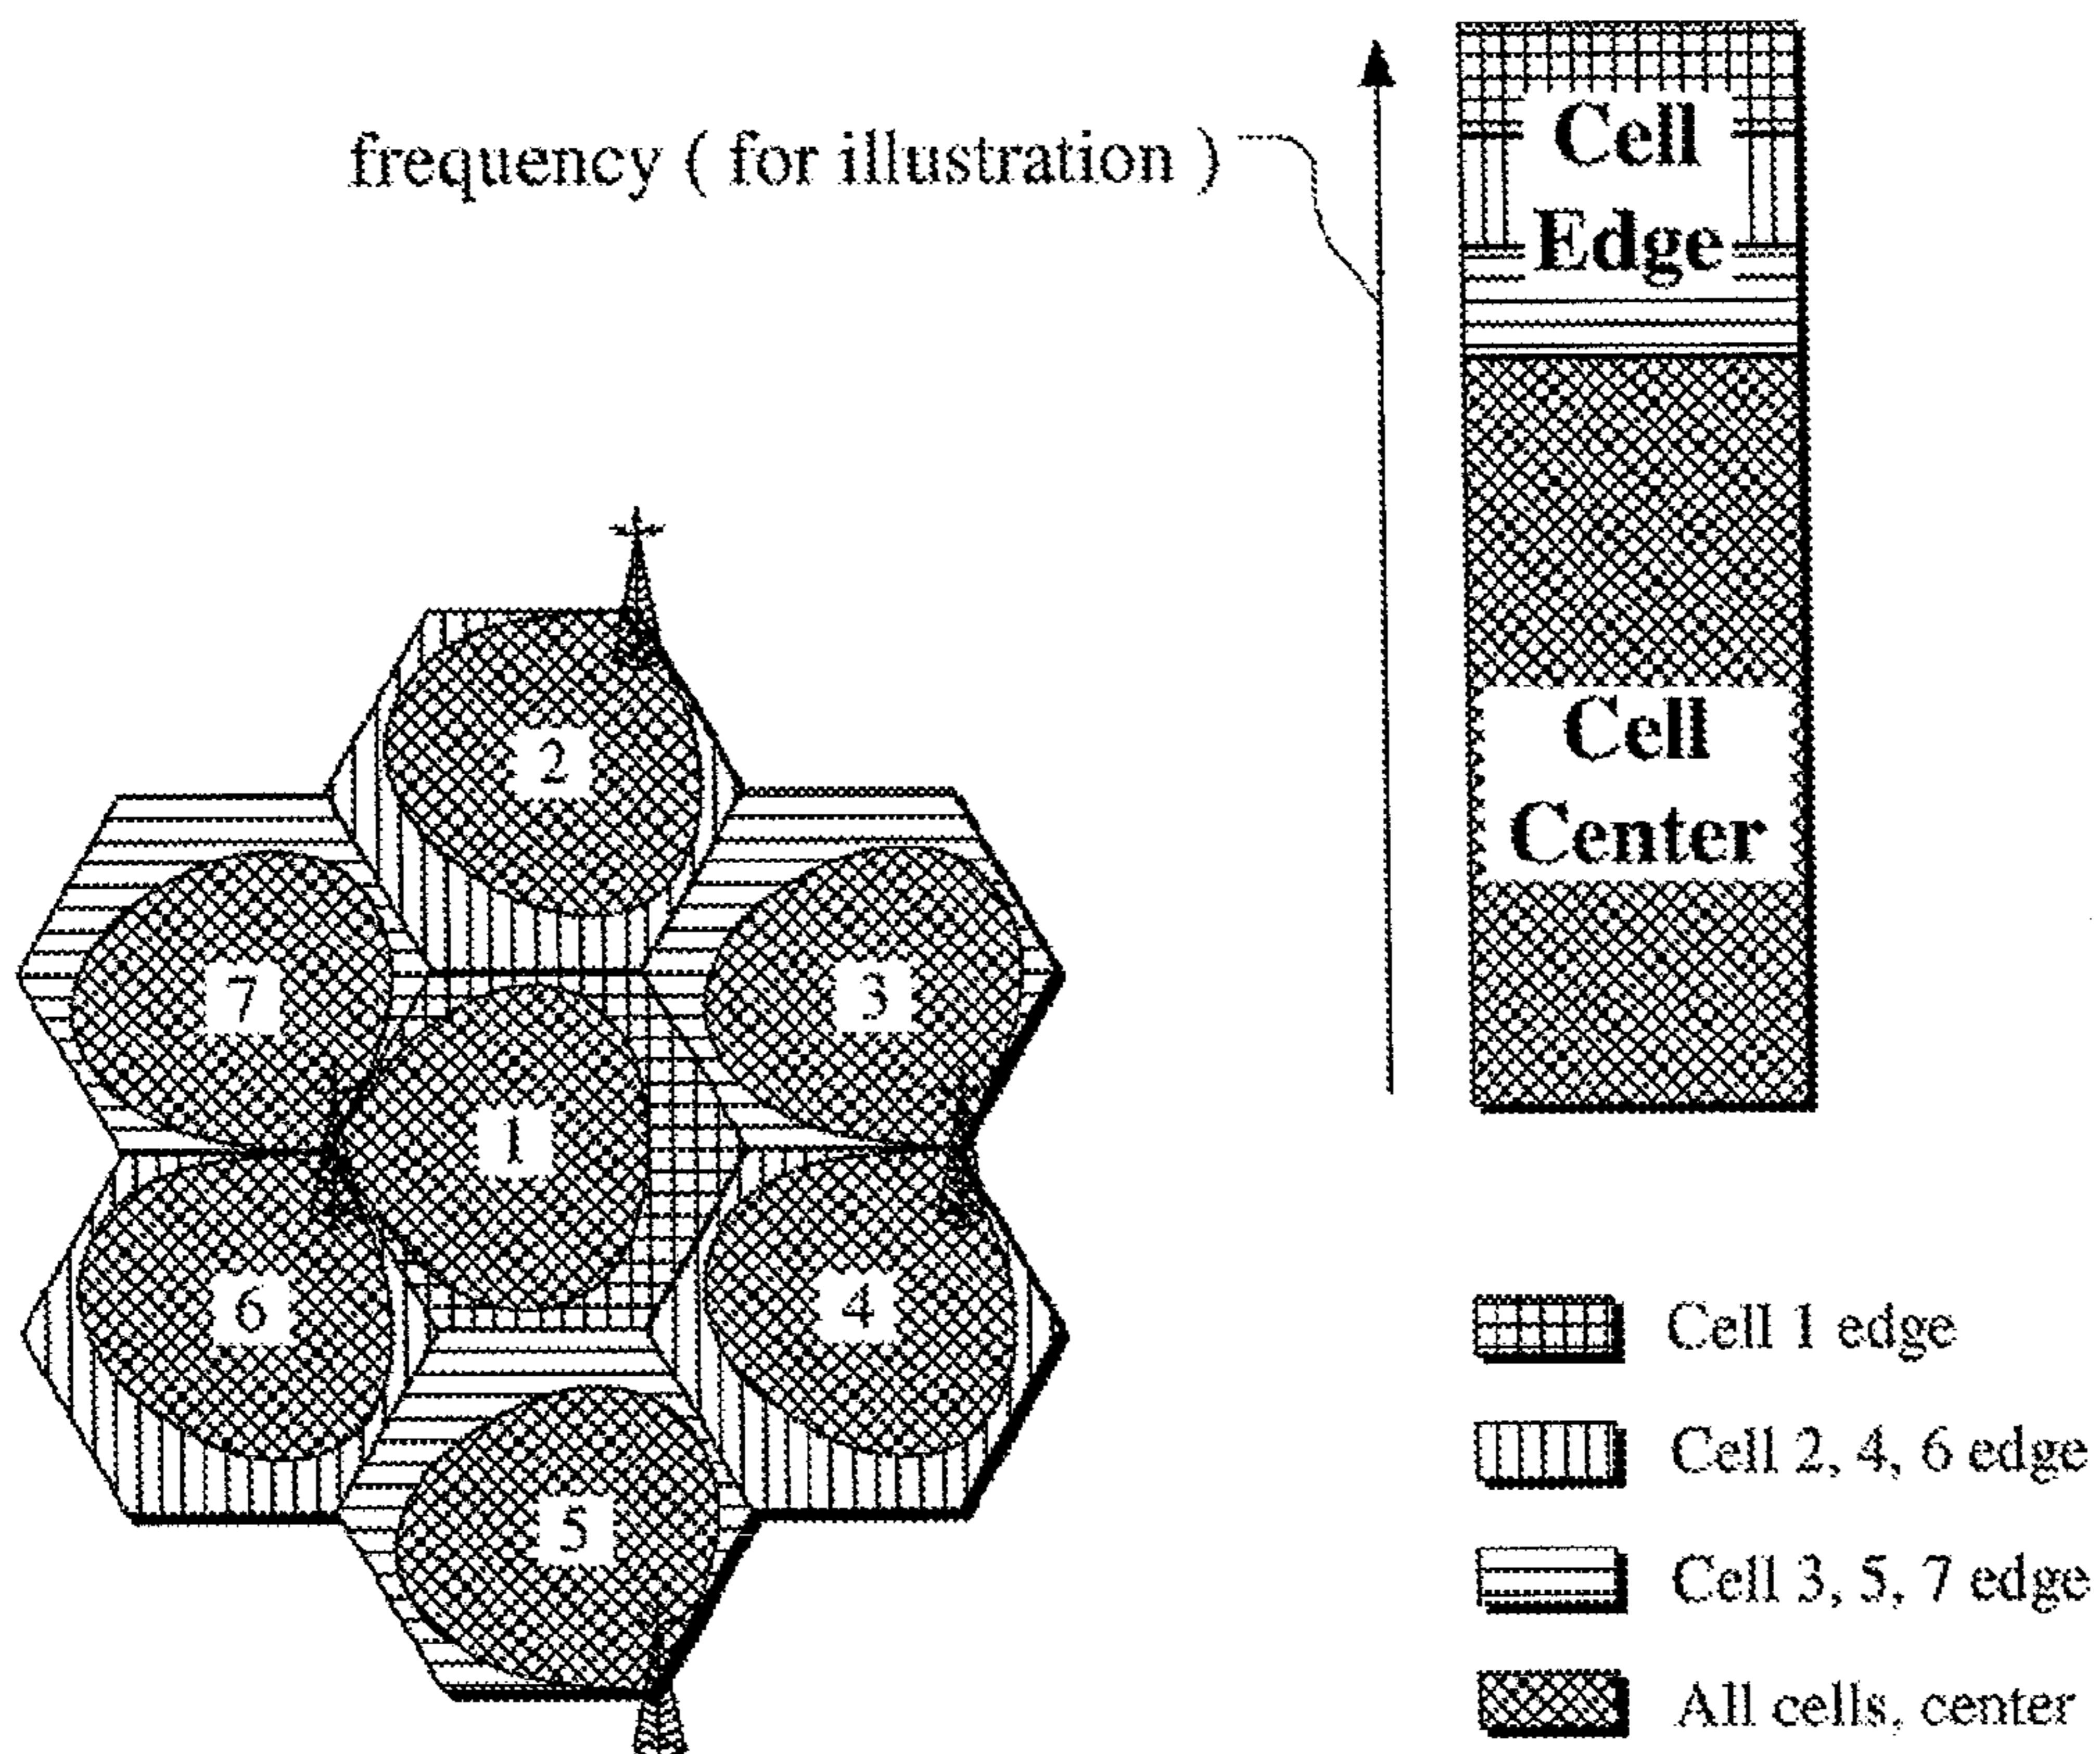 frequency ( for illustration )
Cell
Edge
Cell
Center
2
7
3
1
6
4
5
Cell 1 edge
Cell 2, 4, 6 edge
Cell 3, 5, 7 edge
All cells, center